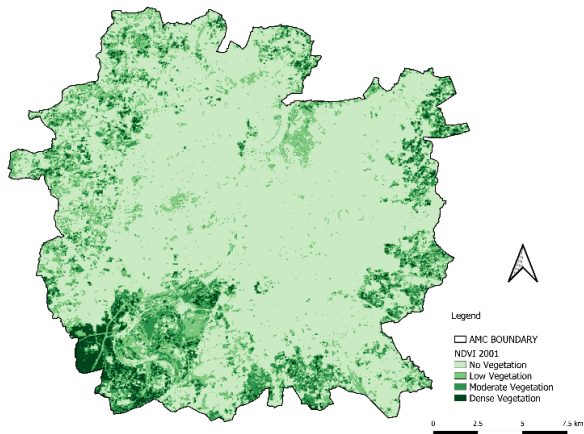 Legend
AMC BOUNDARY
NDVI 2001
No Vegetation
Low Vegetation
Moderate Vegetation
Dense Vegetation
0 2.5 5 7.5 km